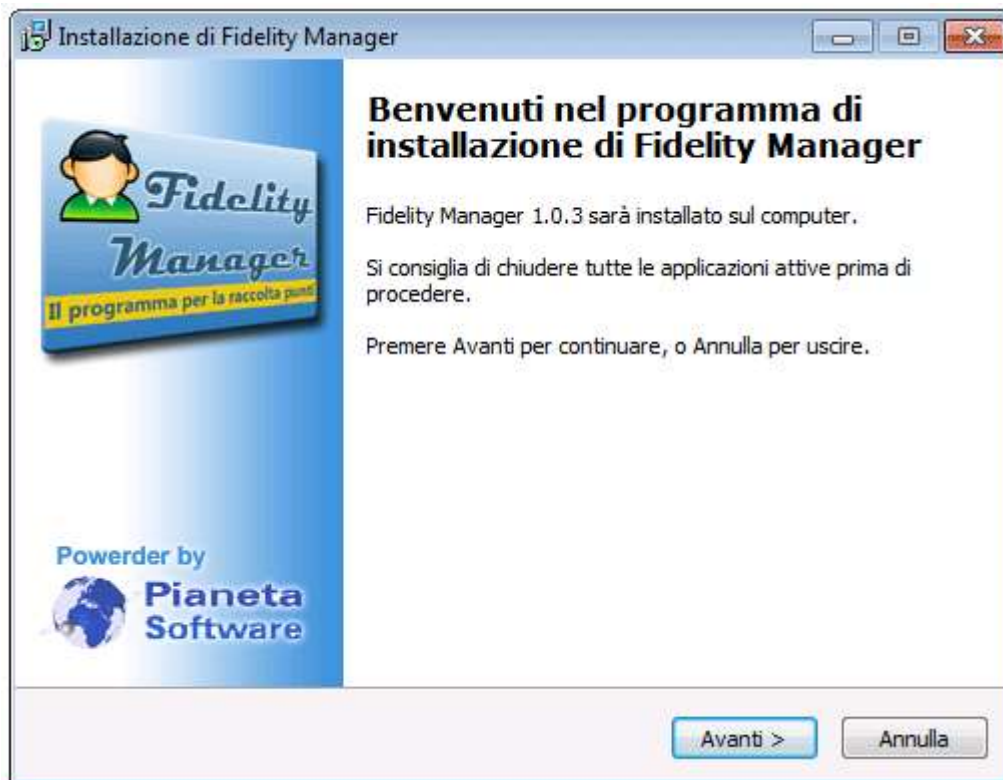 Installazione di Fidelity Manager
Benvenuti nel programma di
installazione di Fidelity Manager
Fidelity
Manager
Il programma per la raccolta punti
Fidelity Manager 1.0.3 sarà installato sul computer.
Si consiglia di chiudere tutte le applicazioni attive prima di
procedere.
Premere Avanti per continuare, o Annulla per uscire.
Powerder by
Pianeta
Software
Avanti >
Annulla